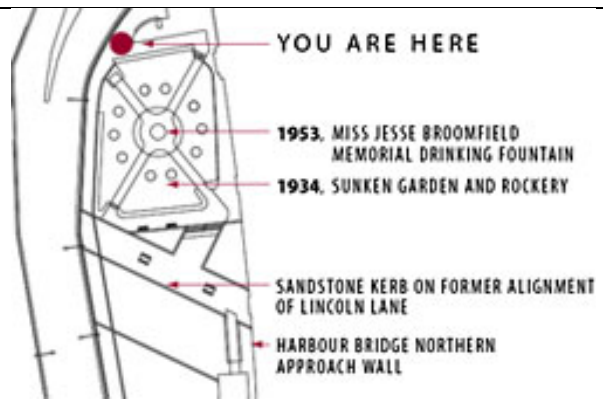 YOU ARE HERE
1953, MISS JESSE BROOMFIELD
MEMORIAL DRINKING FOUNTAIN
1934, SUNKEN GARDEN AND ROCKERY
SANDSTONE KERB ON FORMER ALIGNMENT
OF LINCOLN LANE
HARBOUR BRIDGE NORTHERN
APPROACH WALL